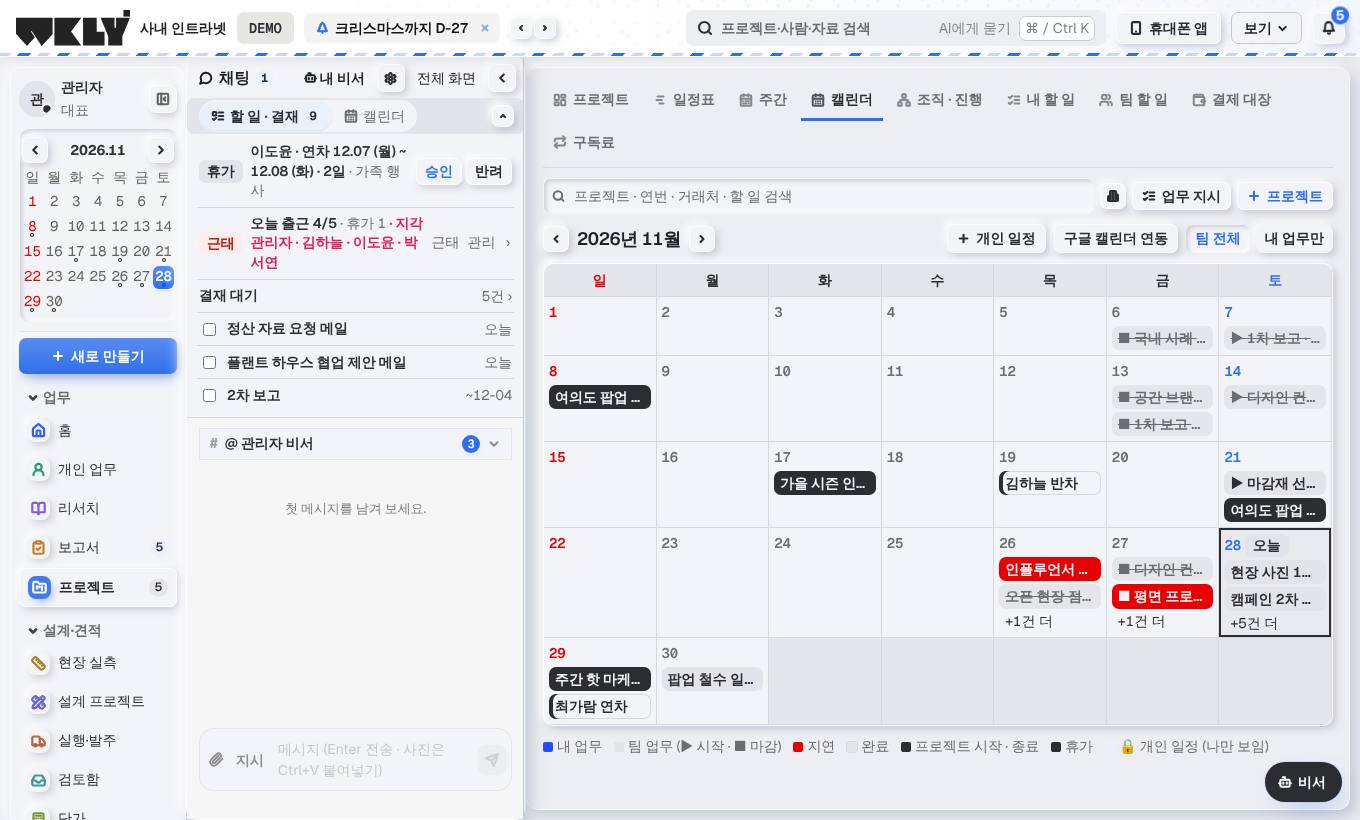 WKLY 사내 인트라넷 DEMO 크리스마스까지 D-27 × ‹ › 프로젝트·사람·자료 검색 AI에게 묻기 ⌘ / Ctrl K 휴대폰 앱 보기 5
관 관리자
대표
2026.11
일 월 화 수 목 금 토
1 2 3 4 5 6 7
8 9 10 11 12 13 14
15 16 17 18 19 20 21
22 23 24 25 26 27 28
29 30
+ 새로 만들기
업무
홈
개인 업무
리서치
보고서 5
프로젝트 5
설계·견적
현장 실측
설계 프로젝트
실행·발주
검토함
단가
채팅 1 내 비서 전체 화면
할 일·결재 9 캘린더
휴가 이도윤 · 연차 12.07 (월) ~
12.08 (화) · 2일 · 가족 행
사
승인 반려
근태 오늘 출근 4/5 · 휴가 1 · 지각
관리자 · 김하늘 · 이도윤 · 박
서연
근태 관리 ›
결재 대기 5건 ›
정산 자료 요청 메일 오늘
플랜트 하우스 협업 제안 메일 오늘
2차 보고 ~12-04
# @ 관리자 비서 3
첫 메시지를 남겨 보세요.
지시 메시지 (Enter 전송 · 사진은
Ctrl+V 붙여넣기)
프로젝트 일정표 주간 캘린더 조직 · 진행 내 할 일 팀 할 일 결제 대장
구독료
프로젝트 · 연번 · 거래처 · 할 일 검색 업무 지시 + 프로젝트
2026년 11월 + 개인 일정 구글 캘린더 연동 팀 전체 내 업무만
일 월 화 수 목 금 토
1 2 3 4 5 6 7
■ 국내 사례 … ▶ 1차 보고 · …
8 9 10 11 12 13 14
여의도 팝업 … ■ 공간 브랜… ▶ 디자인 컨…
■ 1차 보고 …
15 16 17 18 19 20 21
가을 시즌 인… 김하늘 반차 ▶ 마감재 선…
여의도 팝업 …
22 23 24 25 26 27 28 오늘
인플루언서 … ■ 디자인 컨… 현장 사진 1…
오픈 현장 점… ■ 평면 프로… 캠페인 2차 …
+1건 더 +1건 더 +5건 더
29 30
주간 핫 마케… 팝업 철수 일…
최가람 연차
내 업무 팀 업무 (▶ 시작 · ■ 마감) 지연 완료 프로젝트 시작 · 종료 휴가 🔒 개인 일정 (나만 보임)
비서